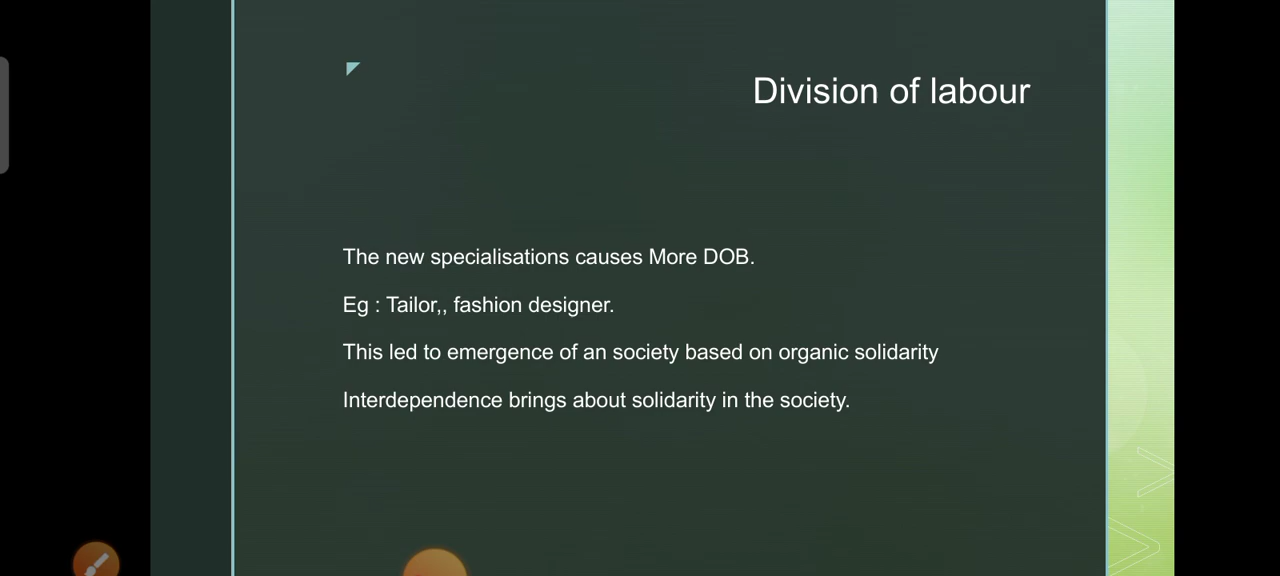 Division of labour
The new specialisations causes More DOB.
Eg : Tailor,, fashion designer.
This led to emergence of an society based on organic solidarity
Interdependence brings about solidarity in the society.